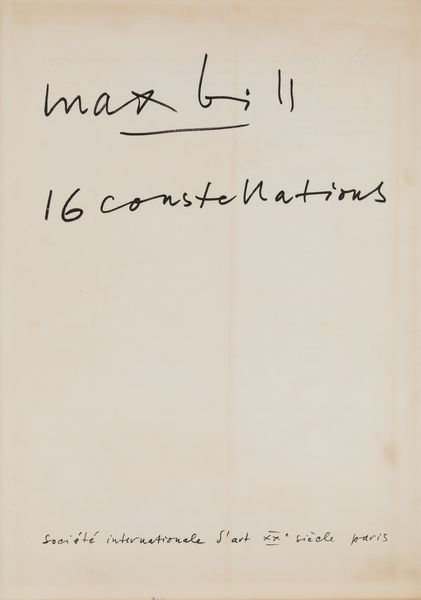 max bill
16 constellations
société internationale d'art XXe siècle paris